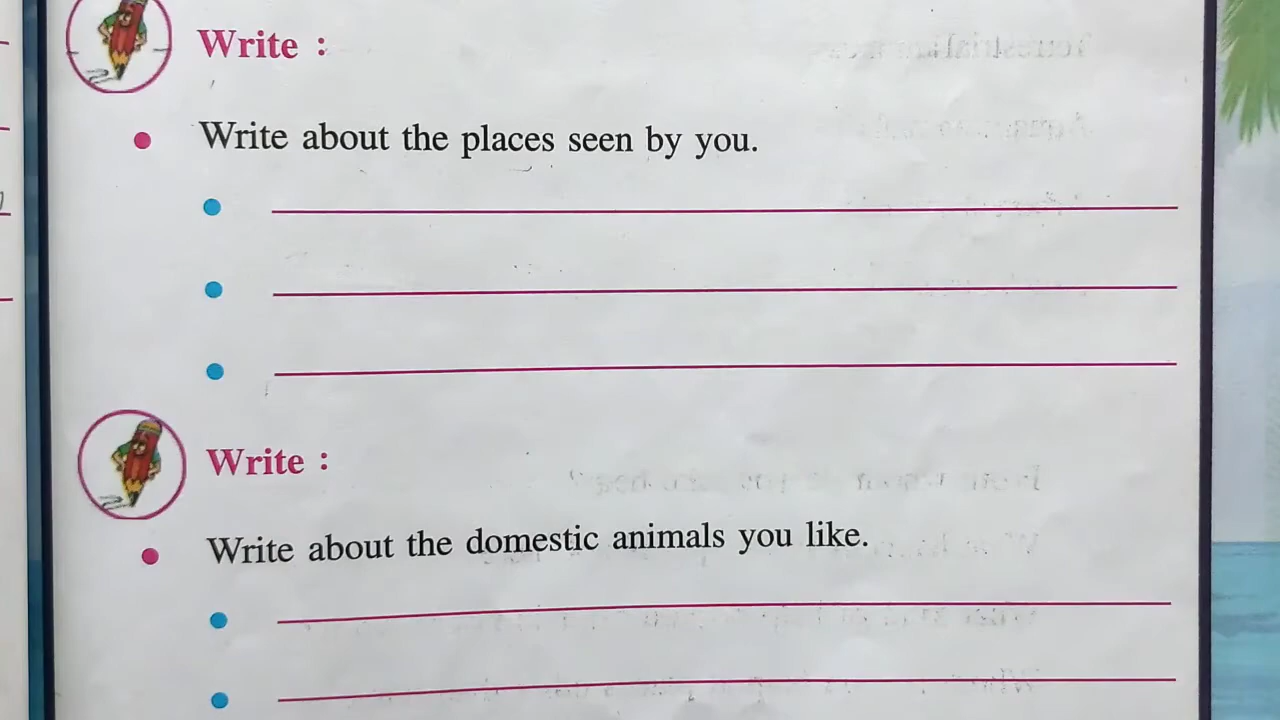 Write :
Write about the places seen by you.
Write :
Write about the domestic animals you like.